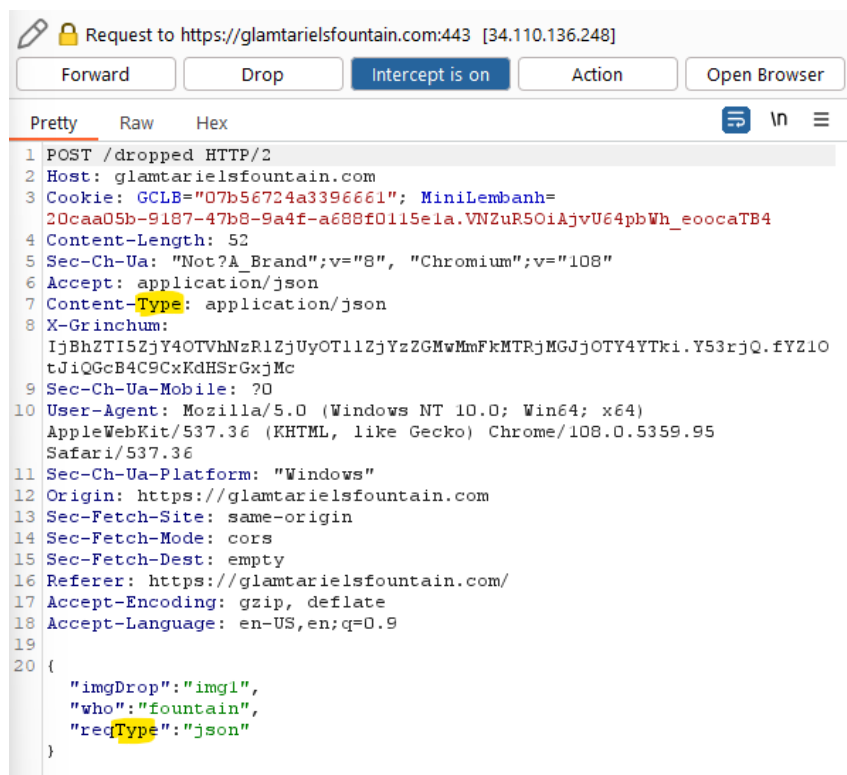 Request to https://glamtarielsfountain.com:443 [34.110.136.248]
Forward Drop Intercept is on Action Open Browser
Pretty Raw Hex \n
1 POST /dropped HTTP/2
2 Host: glamtarielsfountain.com
3 Cookie: GCLB="07b56724a3396661"; MiniLembanh=
20caa05b-9187-47b8-9a4f-a688f0115e1a.VNZuR5OiAjvU64pbWh_eoocaTB4
4 Content-Length: 52
5 Sec-Ch-Ua: "Not?A_Brand";v="8", "Chromium";v="108"
6 Accept: application/json
7 Content-Type: application/json
8 X-Grinchum:
IjBhZTI5ZjY4OTVhNzRlZjUyOTllZjYzZGMwMmFkMTRjMGJjOTY4YTki.Y53rjQ.fYZ1O
tJiQGcB4C9CxKdHSrGxjMc
9 Sec-Ch-Ua-Mobile: ?0
10 User-Agent: Mozilla/5.0 (Windows NT 10.0; Win64; x64)
AppleWebKit/537.36 (KHTML, like Gecko) Chrome/108.0.5359.95
Safari/537.36
11 Sec-Ch-Ua-Platform: "Windows"
12 Origin: https://glamtarielsfountain.com
13 Sec-Fetch-Site: same-origin
14 Sec-Fetch-Mode: cors
15 Sec-Fetch-Dest: empty
16 Referer: https://glamtarielsfountain.com/
17 Accept-Encoding: gzip, deflate
18 Accept-Language: en-US,en;q=0.9
19
20 {
"imgDrop":"img1",
"who":"fountain",
"reqType":"json"
}